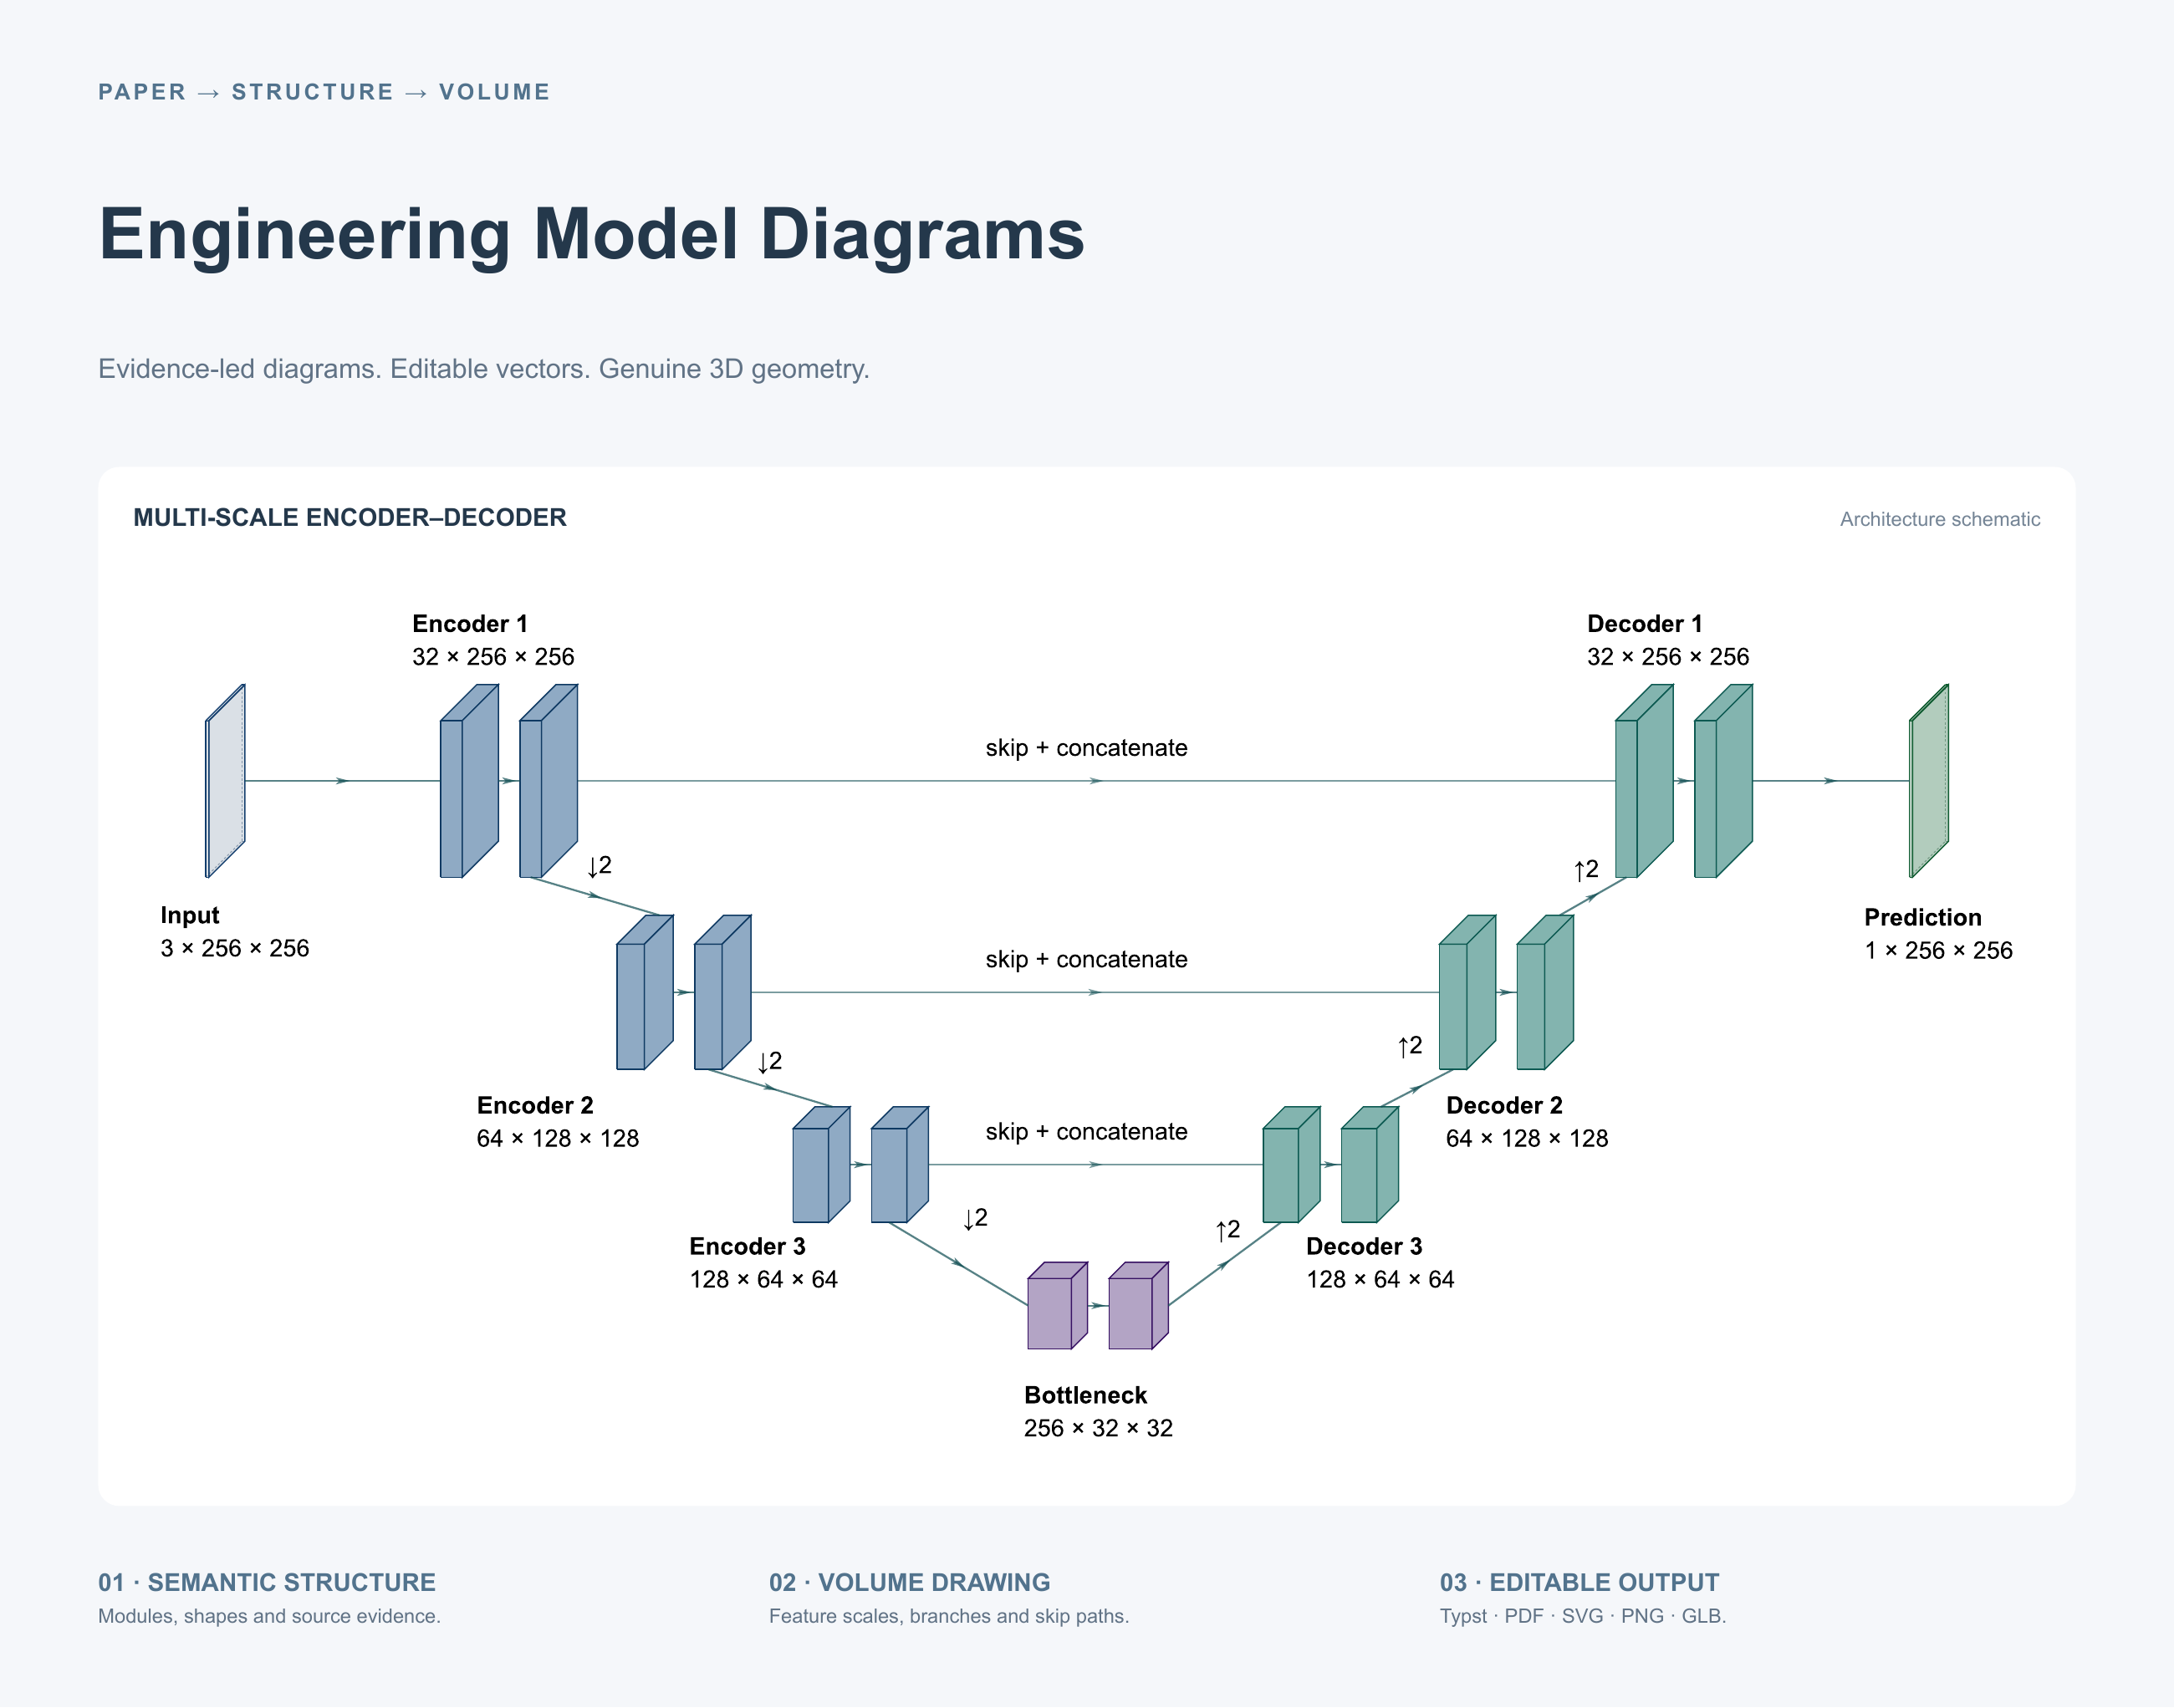 PAPER → STRUCTURE → VOLUME
Engineering Model Diagrams
Evidence-led diagrams. Editable vectors. Genuine 3D geometry.
MULTI-SCALE ENCODER–DECODER
Architecture schematic
Encoder 1
32 × 256 × 256
Decoder 1
32 × 256 × 256
skip + concatenate
↓2
↑2
Input
3 × 256 × 256
Prediction
1 × 256 × 256
skip + concatenate
↓2
↑2
Encoder 2
64 × 128 × 128
Decoder 2
64 × 128 × 128
skip + concatenate
↓2
↑2
Encoder 3
128 × 64 × 64
Decoder 3
128 × 64 × 64
Bottleneck
256 × 32 × 32
01 · SEMANTIC STRUCTURE
Modules, shapes and source evidence.
02 · VOLUME DRAWING
Feature scales, branches and skip paths.
03 · EDITABLE OUTPUT
Typst · PDF · SVG · PNG · GLB.